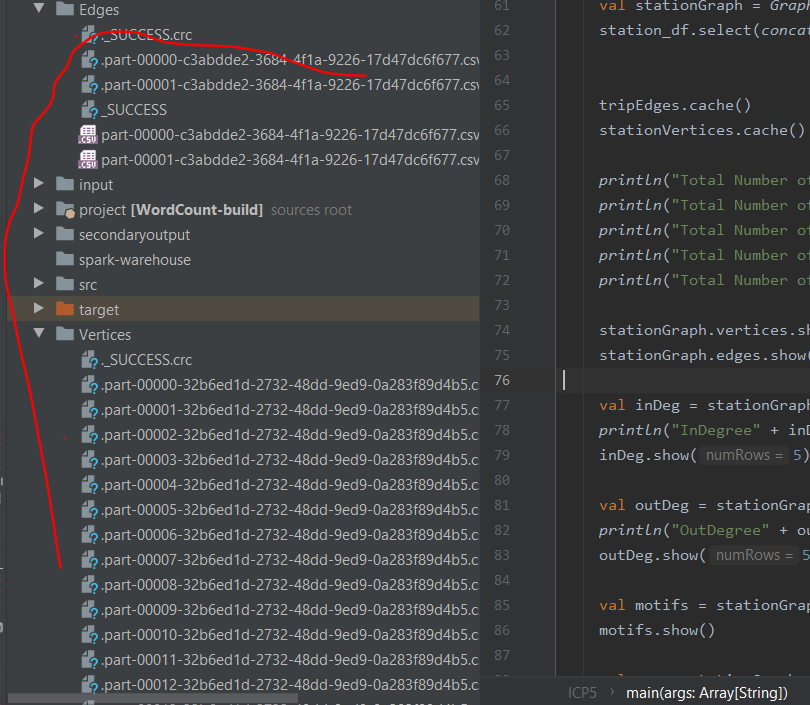 Edges
._SUCCESS.crc
.part-00000-c3abdde2-3684-4f1a-9226-17d47dc6f677.csv
.part-00001-c3abdde2-3684-4f1a-9226-17d47dc6f677.csv
_SUCCESS
part-00000-c3abdde2-3684-4f1a-9226-17d47dc6f677.csv
part-00001-c3abdde2-3684-4f1a-9226-17d47dc6f677.csv
input
project [WordCount-build] sources root
secondaryoutput
spark-warehouse
src
target
Vertices
._SUCCESS.crc
.part-00000-32b6ed1d-2732-48dd-9ed9-0a283f89d4b5.c
.part-00001-32b6ed1d-2732-48dd-9ed9-0a283f89d4b5.c
.part-00002-32b6ed1d-2732-48dd-9ed9-0a283f89d4b5.c
.part-00003-32b6ed1d-2732-48dd-9ed9-0a283f89d4b5.c
.part-00004-32b6ed1d-2732-48dd-9ed9-0a283f89d4b5.c
.part-00005-32b6ed1d-2732-48dd-9ed9-0a283f89d4b5.c
.part-00006-32b6ed1d-2732-48dd-9ed9-0a283f89d4b5.c
.part-00007-32b6ed1d-2732-48dd-9ed9-0a283f89d4b5.c
.part-00008-32b6ed1d-2732-48dd-9ed9-0a283f89d4b5.c
.part-00009-32b6ed1d-2732-48dd-9ed9-0a283f89d4b5.c
.part-00010-32b6ed1d-2732-48dd-9ed9-0a283f89d4b5.c
.part-00011-32b6ed1d-2732-48dd-9ed9-0a283f89d4b5.c
.part-00012-32b6ed1d-2732-48dd-9ed9-0a283f89d4b5.c
61 val stationGraph = Graph
62 station_df.select(concat
63
64
65 tripEdges.cache()
66 stationVertices.cache()
67
68 println("Total Number of
69 println("Total Number of
70 println("Total Number of
71 println("Total Number of
72 println("Total Number of
73
74 stationGraph.vertices.sh
75 stationGraph.edges.show(
76
77 val inDeg = stationGraph
78 println("InDegree" + inD
79 inDeg.show( numRows = 5)
80
81 val outDeg = stationGrap
82 println("OutDegree" + ou
83 outDeg.show( numRows = 5
84
85 val motifs = stationGrap
86 motifs.show()
87
ICP5 › main(args: Array[String])